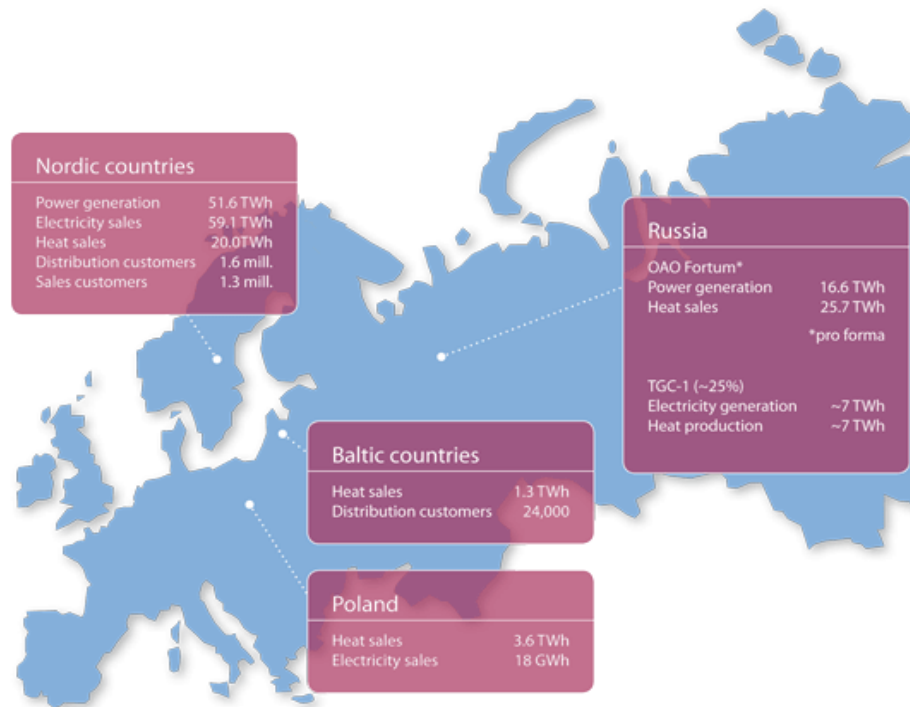 Nordic countries
Power generation 51.6 TWh
Electricity sales 59.1 TWh
Heat sales 20.0TWh
Distribution customers 1.6 mill.
Sales customers 1.3 mill.
Russia
OAO Fortum*
Power generation 16.6 TWh
Heat sales 25.7 TWh
*pro forma
TGC-1 (~25%)
Electricity generation ~7 TWh
Heat production ~7 TWh
Baltic countries
Heat sales 1.3 TWh
Distribution customers 24,000
Poland
Heat sales 3.6 TWh
Electricity sales 18 GWh